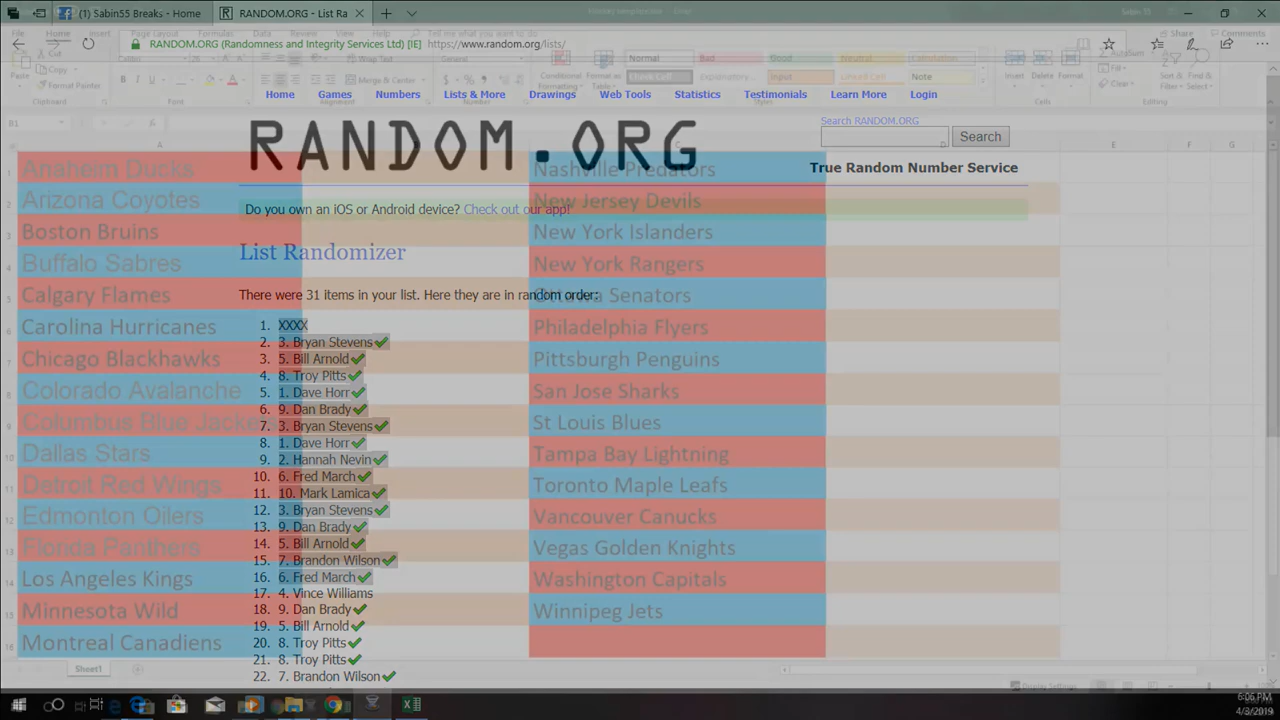 (1) Sabin55 Breaks - Home
RANDOM.ORG - List Ra
RANDOM.ORG (Randomness and Integrity Services Ltd) [IE]
https://www.random.org/lists/
Home Games Numbers Lists & More Drawings Web Tools Statistics Testimonials Learn More Login
RANDOM.ORG
Search RANDOM.ORG
Search
True Random Number Service
Do you own an iOS or Android device? Check out our app!
List Randomizer
There were 31 items in your list. Here they are in random order:
1. XXXX
2. 3. Bryan Stevens✔
3. 5. Bill Arnold✔
4. 8. Troy Pitts✔
5. 1. Dave Horr✔
6. 9. Dan Brady✔
7. 3. Bryan Stevens✔
8. 1. Dave Horr✔
9. 2. Hannah Nevin✔
10. 6. Fred March✔
11. 10. Mark Lamica✔
12. 3. Bryan Stevens✔
13. 9. Dan Brady✔
14. 5. Bill Arnold✔
15. 7. Brandon Wilson✔
16. 6. Fred March✔
17. 4. Vince Williams
18. 9. Dan Brady✔
19. 5. Bill Arnold✔
20. 8. Troy Pitts✔
21. 8. Troy Pitts✔
22. 7. Brandon Wilson✔
Anaheim Ducks
Arizona Coyotes
Boston Bruins
Buffalo Sabres
Calgary Flames
Carolina Hurricanes
Chicago Blackhawks
Colorado Avalanche
Columbus Blue Jackets
Dallas Stars
Detroit Red Wings
Edmonton Oilers
Florida Panthers
Los Angeles Kings
Minnesota Wild
Montreal Canadiens
Nashville Predators
New Jersey Devils
New York Islanders
New York Rangers
Ottawa Senators
Philadelphia Flyers
Pittsburgh Penguins
San Jose Sharks
St Louis Blues
Tampa Bay Lightning
Toronto Maple Leafs
Vancouver Canucks
Vegas Golden Knights
Washington Capitals
Winnipeg Jets
Sheet1
Display Settings
6:06 PM
4/3/2019